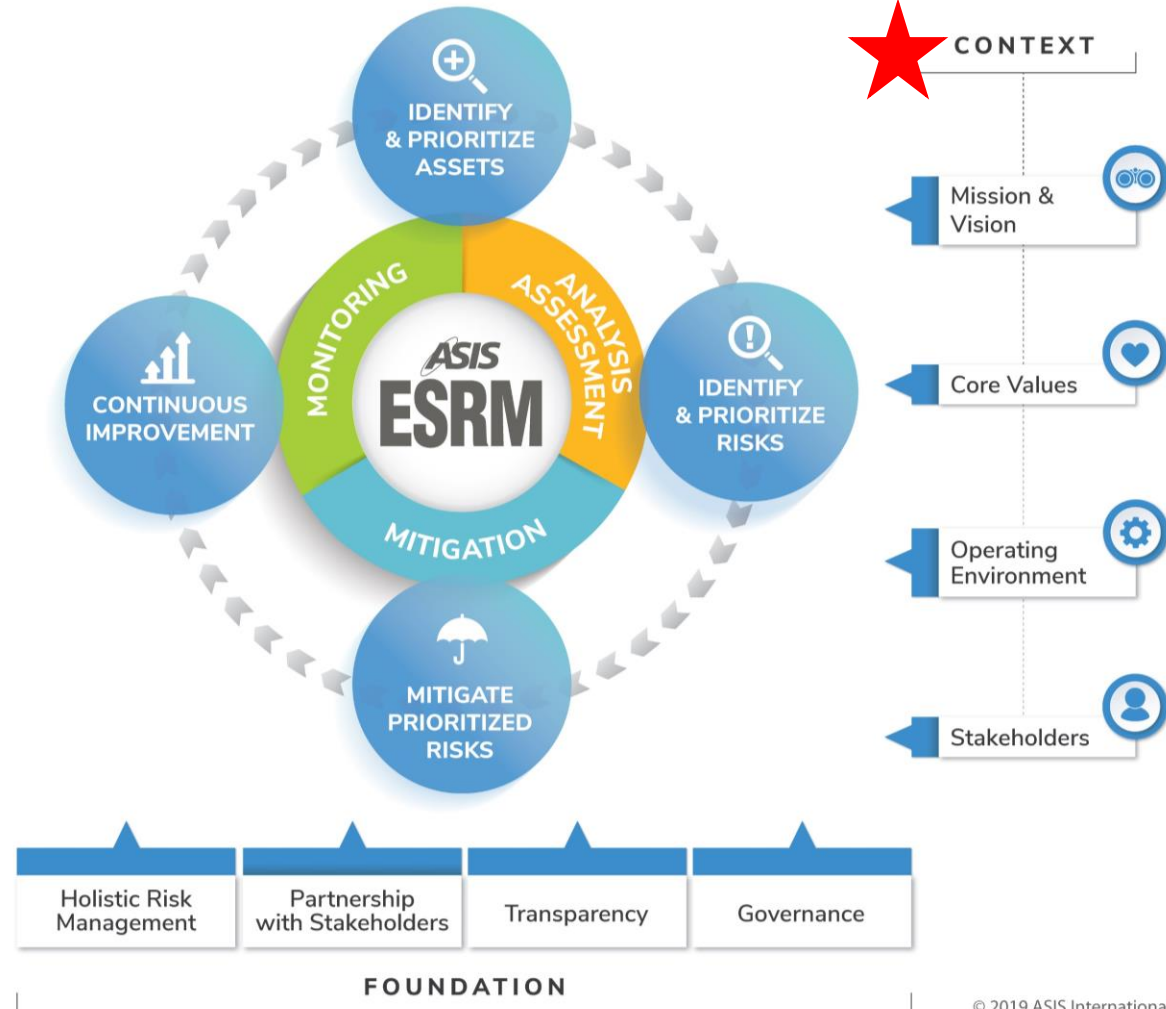 CONTEXT
IDENTIFY
& PRIORITIZE
ASSETS
Mission &
Vision
MONITORING
ANALYSIS
ASSESSMENT
ASIS
ESRM
CONTINUOUS
IMPROVEMENT
IDENTIFY
& PRIORITIZE
RISKS
Core Values
MITIGATION
Operating
Environment
MITIGATE
PRIORITIZED
RISKS
Stakeholders
Holistic Risk
Management
Partnership
with Stakeholders
Transparency
Governance
FOUNDATION
© 2019 ASIS Internationa